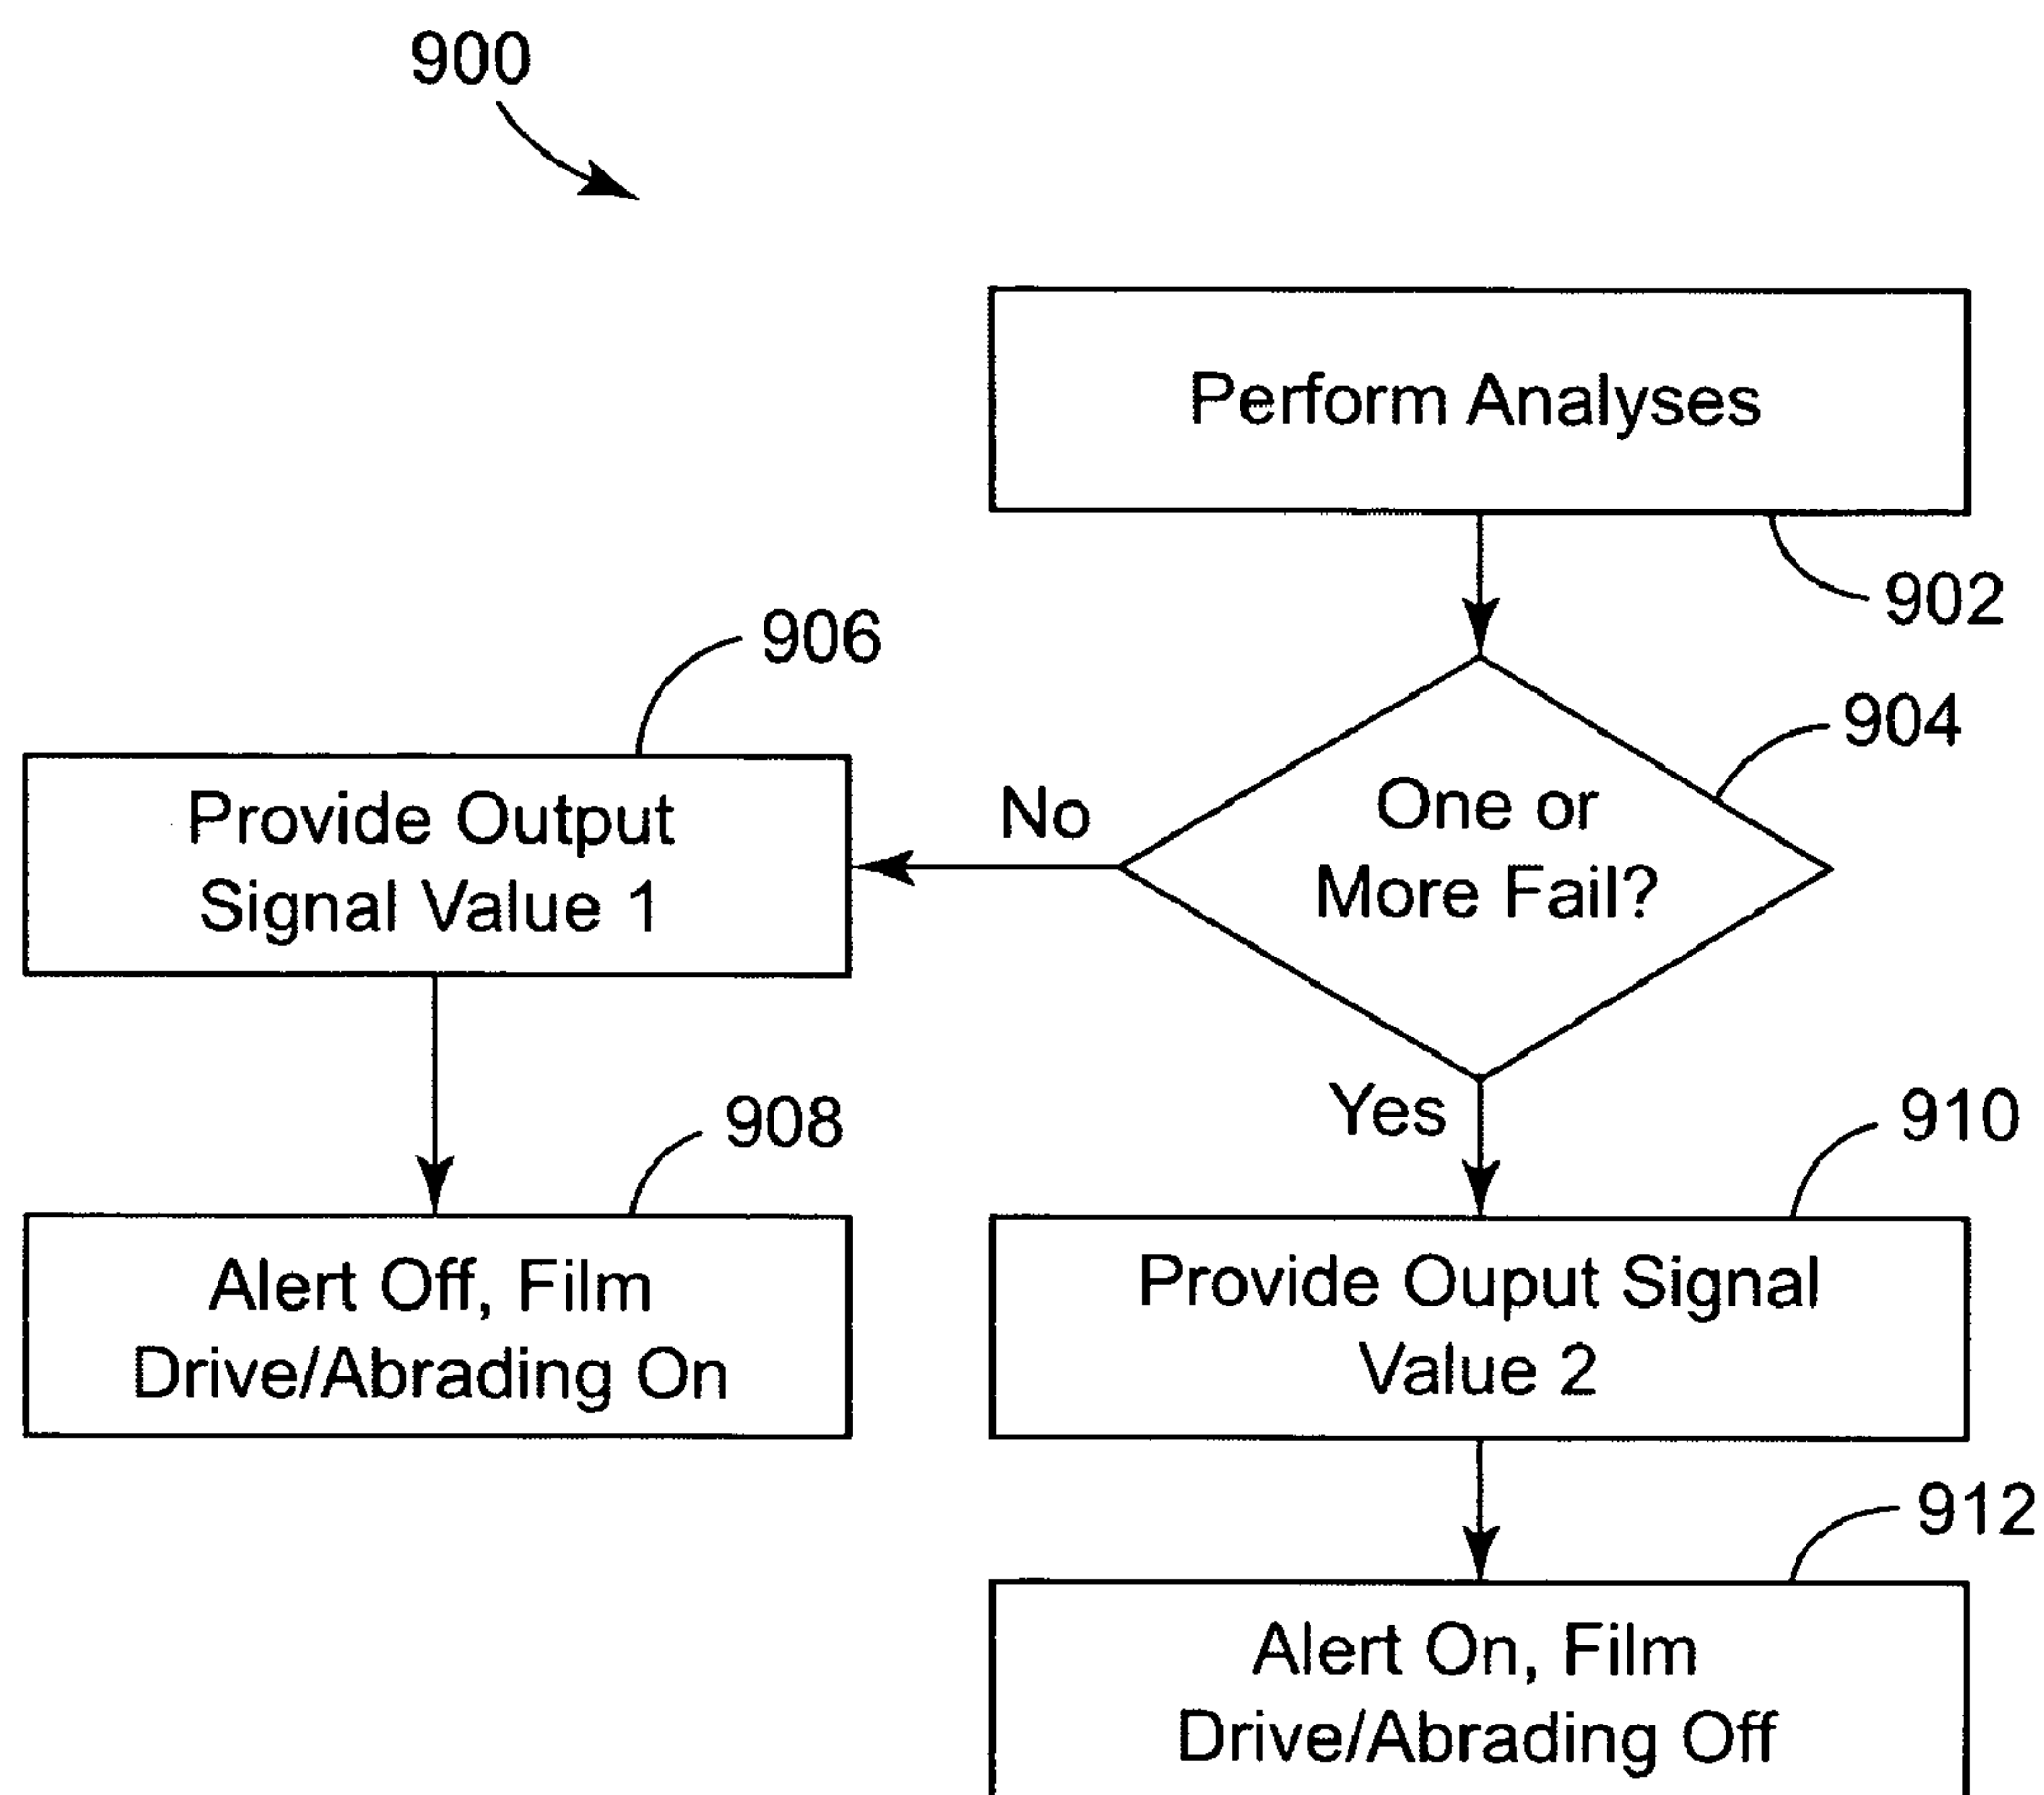 900
Perform Analyses
902
906
904
Provide Output
Signal Value 1
No
One or
More Fail?
Yes
908
910
Alert Off, Film
Drive/Abrading On
Provide Ouput Signal
Value 2
912
Alert On, Film
Drive/Abrading Off